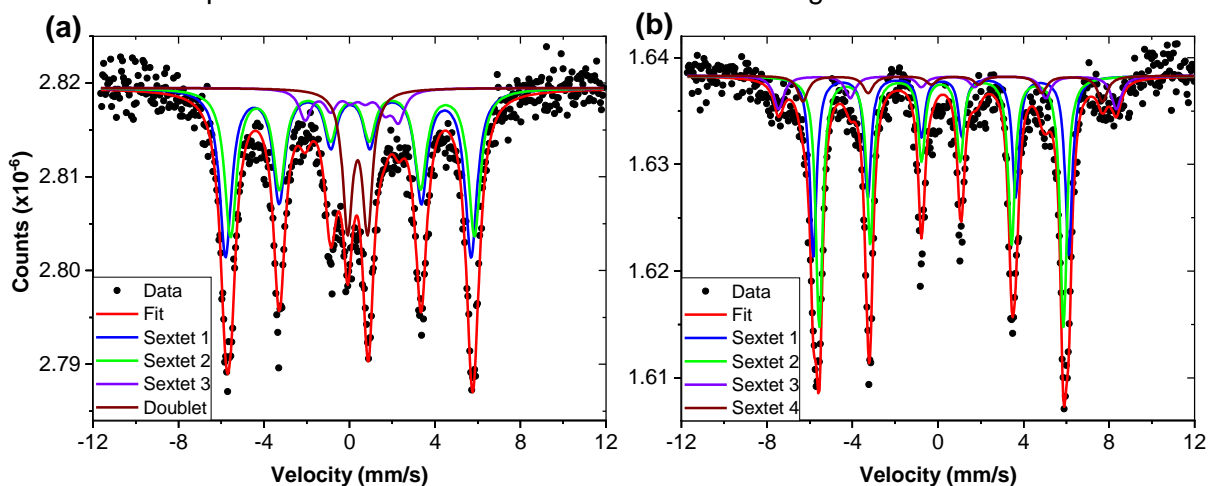 (a)
2.82
2.81
2.80
2.79
Counts (x10⁻⁶)
-12 -8 -4 0 4 8 12
Velocity (mm/s)
Data
Fit
Sextet 1
Sextet 2
Sextet 3
Doublet
(b)
1.64
1.63
1.62
1.61
-12 -8 -4 0 4 8 12
Velocity (mm/s)
Data
Fit
Sextet 1
Sextet 2
Sextet 3
Sextet 4